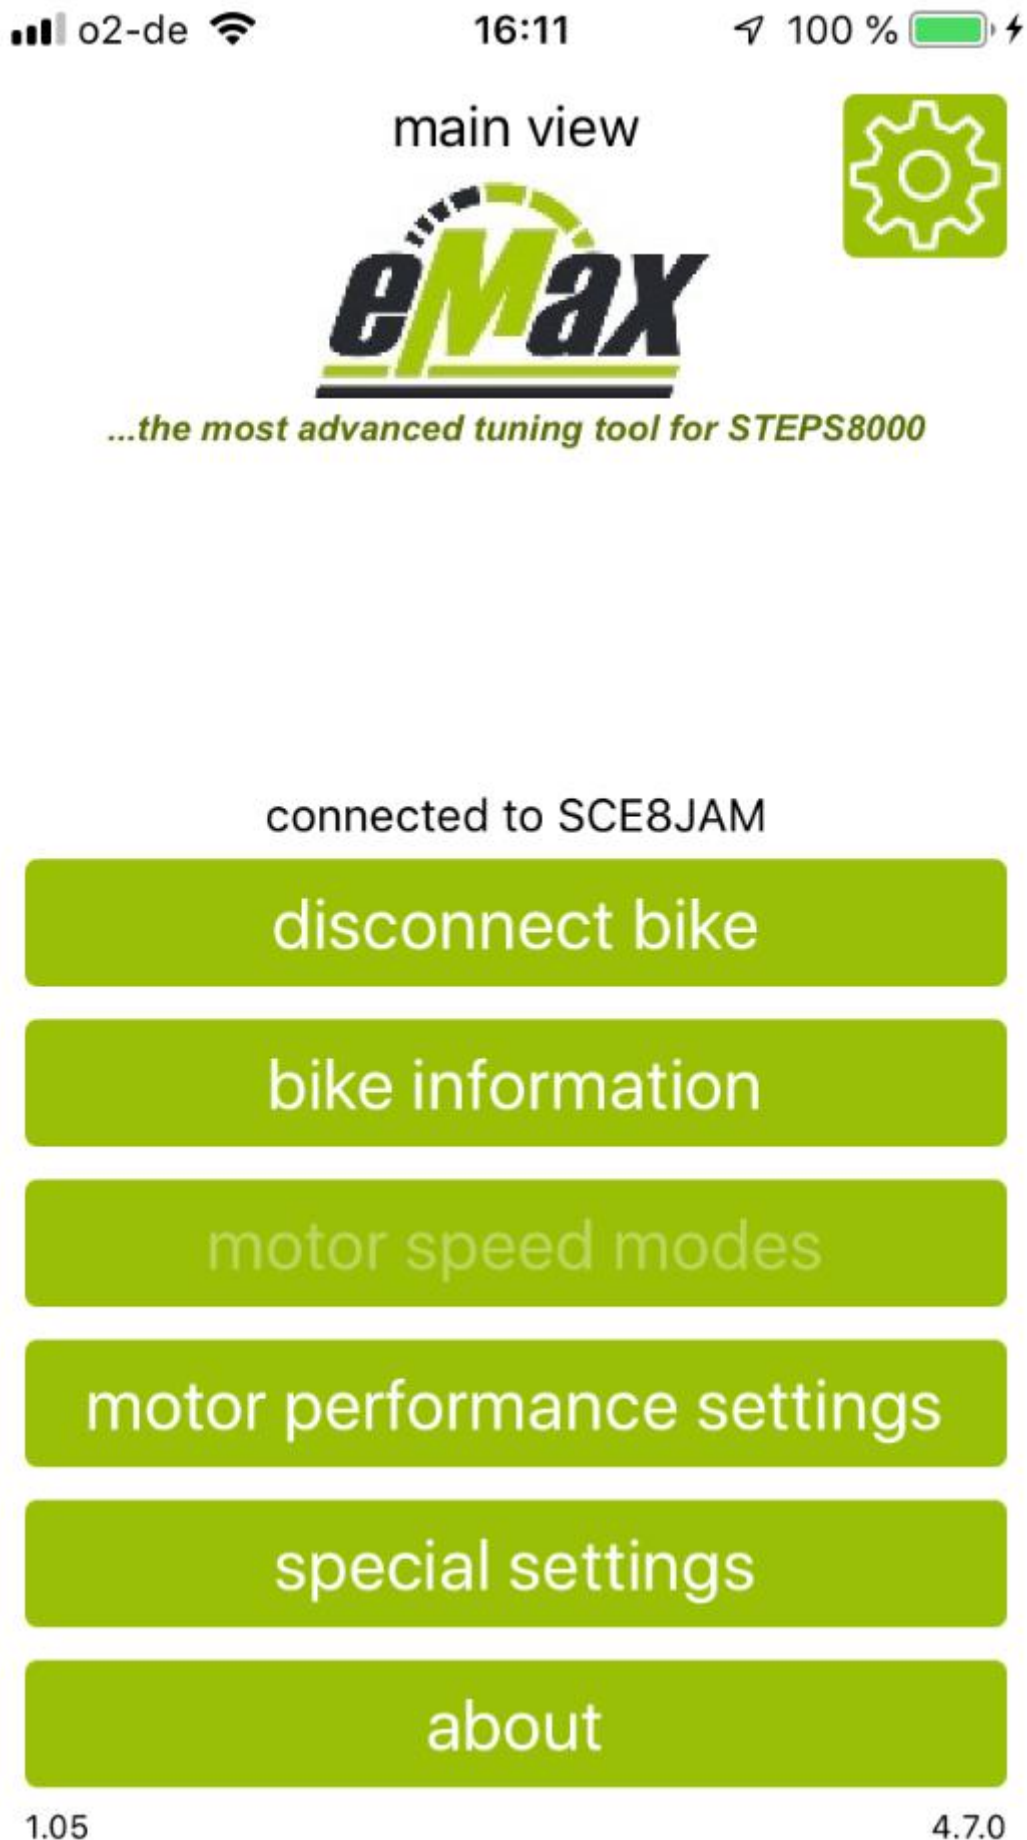 o2-de 16:11 100 %
main view
eMax
...the most advanced tuning tool for STEPS8000
connected to SCE8JAM
disconnect bike
bike information
motor speed modes
motor performance settings
special settings
about
1.05 4.7.0